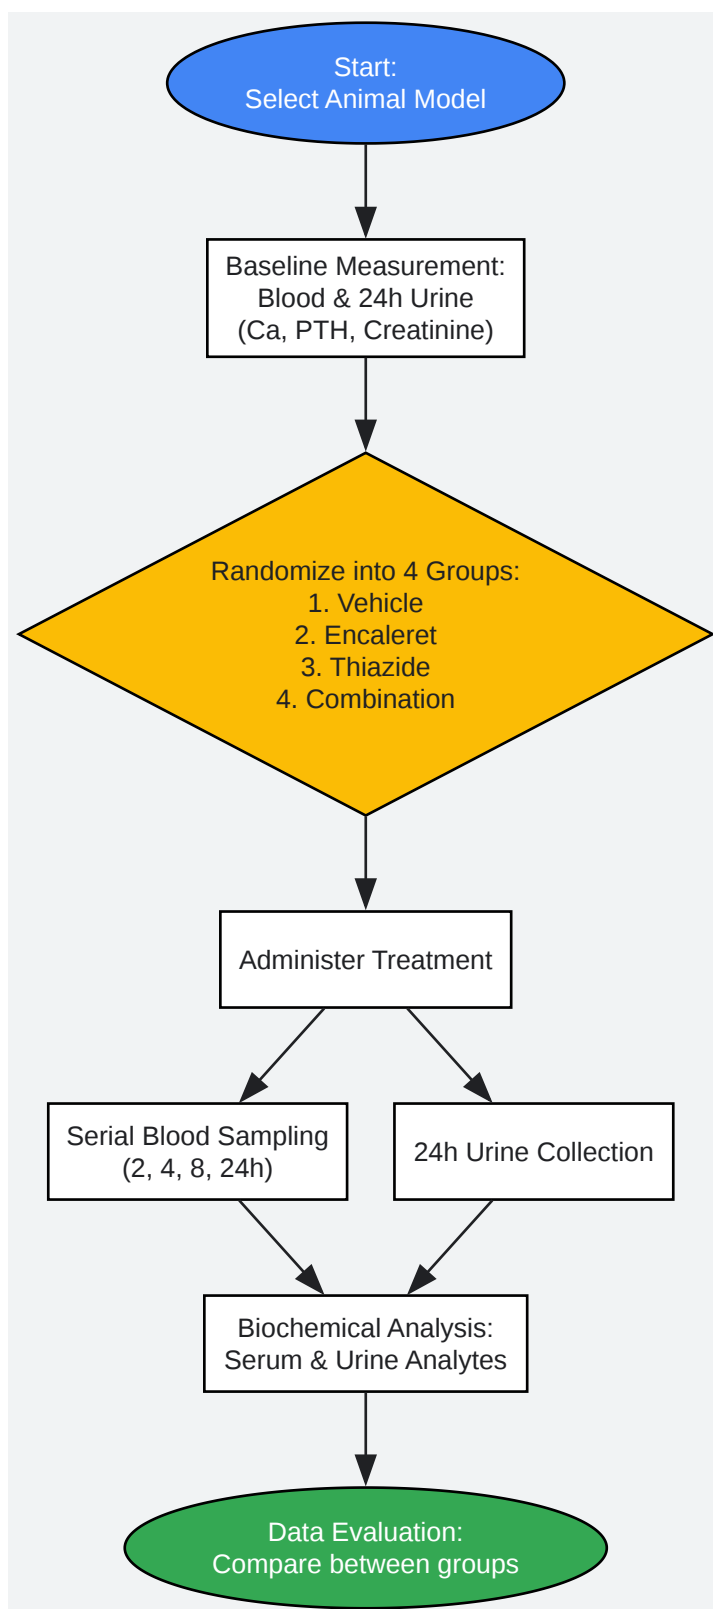 Start:
Select Animal Model
Baseline Measurement:
Blood & 24h Urine
(Ca, PTH, Creatinine)
Randomize into 4 Groups:
1. Vehicle
2. Encaleret
3. Thiazide
4. Combination
Administer Treatment
Serial Blood Sampling
(2, 4, 8, 24h)
24h Urine Collection
Biochemical Analysis:
Serum & Urine Analytes
Data Evaluation:
Compare between groups